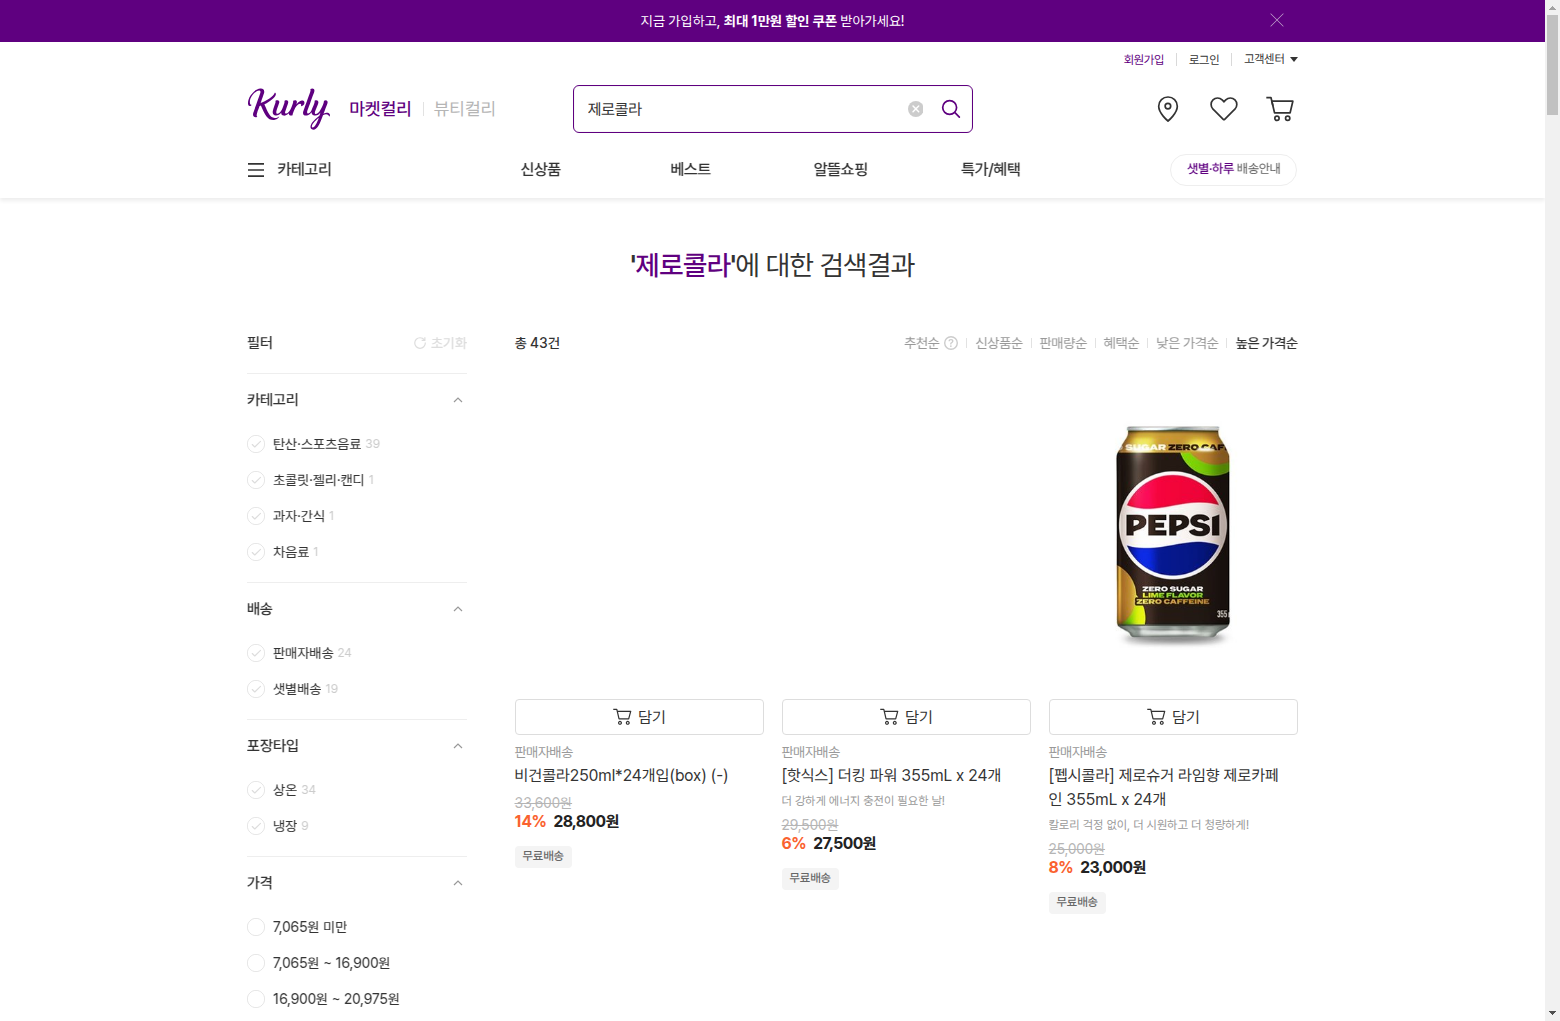 지금 가입하고, 최대 1만원 할인 쿠폰 받아가세요!
회원가입
로그인
고객센터
Kurly
마켓컬리
뷰티컬리
제로콜라
카테고리
신상품
베스트
알뜰쇼핑
특가/혜택
샛별·하루 배송안내
'제로콜라'에 대한 검색결과
필터
초기화
총 43건
추천순
신상품순
판매량순
혜택순
낮은 가격순
높은 가격순
카테고리
탄산·스포츠음료 39
초콜릿·젤리·캔디 1
과자·간식 1
차음료 1
배송
판매자배송 24
샛별배송 19
포장타입
상온 34
냉장 9
가격
7,065원 미만
7,065원 ~ 16,900원
16,900원 ~ 20,975원
담기
판매자배송
비건콜라250ml*24개입(box) (-)
33,600원
14% 28,800원
무료배송
담기
판매자배송
[핫식스] 더킹 파워 355mL x 24개
더 강하게 에너지 충전이 필요한 날!
29,500원
6% 27,500원
무료배송
SUGAR ZERO CAF
PEPSI
ZERO SUGAR
LIME FLAVOR
ZERO CAFFEINE
355
담기
판매자배송
[펩시콜라] 제로슈거 라임향 제로카페
인 355mL x 24개
칼로리 걱정 없이, 더 시원하고 더 청량하게!
25,000원
8% 23,000원
무료배송